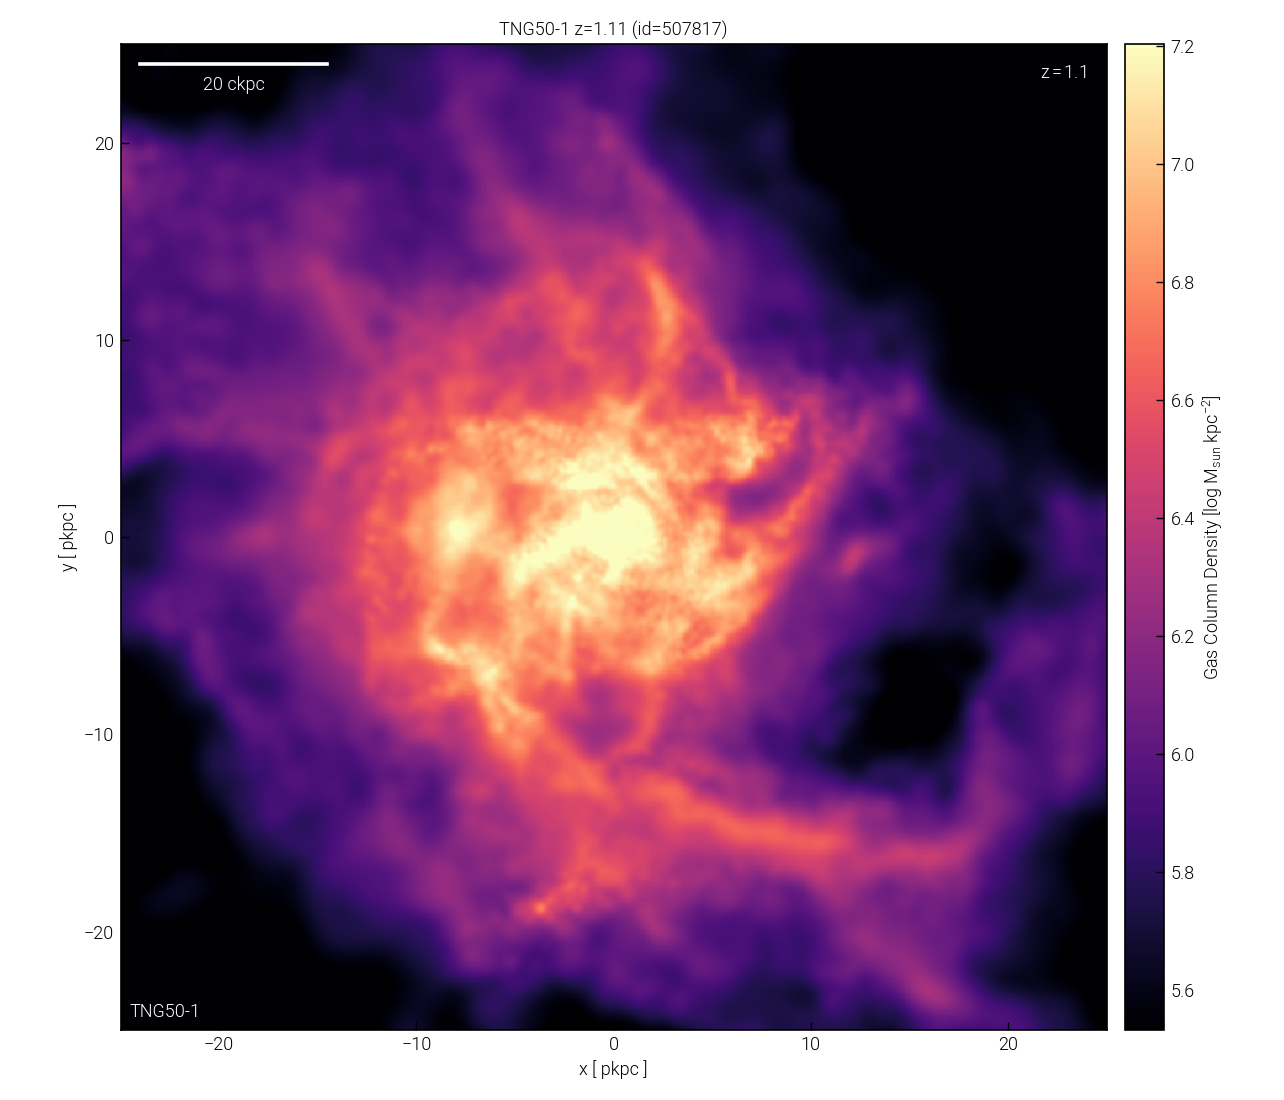 TNG50-1 z=1.11 (id=507817)
20 ckpc
z = 1.1
7.2
7.0
6.8
6.6
6.4
6.2
6.0
5.8
5.6
Gas Column Density [log M_sun kpc^−2]
20
10
0
−10
−20
y [ pkpc ]
TNG50-1
−20 −10 0 10 20
x [ pkpc ]